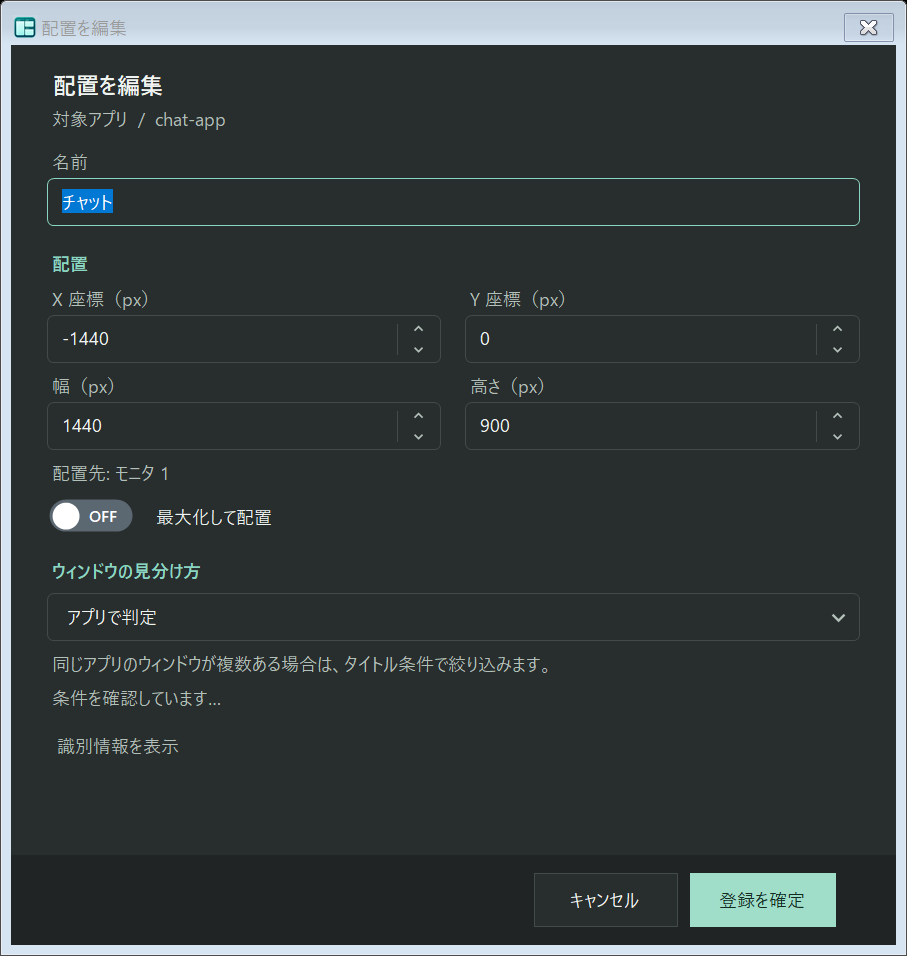 配置を編集
配置を編集
対象アプリ / chat-app
名前
チャット
配置
X 座標（px）
Y 座標（px）
-1440
0
幅（px）
高さ（px）
1440
900
配置先: モニタ 1
OFF
最大化して配置
ウィンドウの見分け方
アプリで判定
同じアプリのウィンドウが複数ある場合は、タイトル条件で絞り込みます。
条件を確認しています...
識別情報を表示
キャンセル
登録を確定